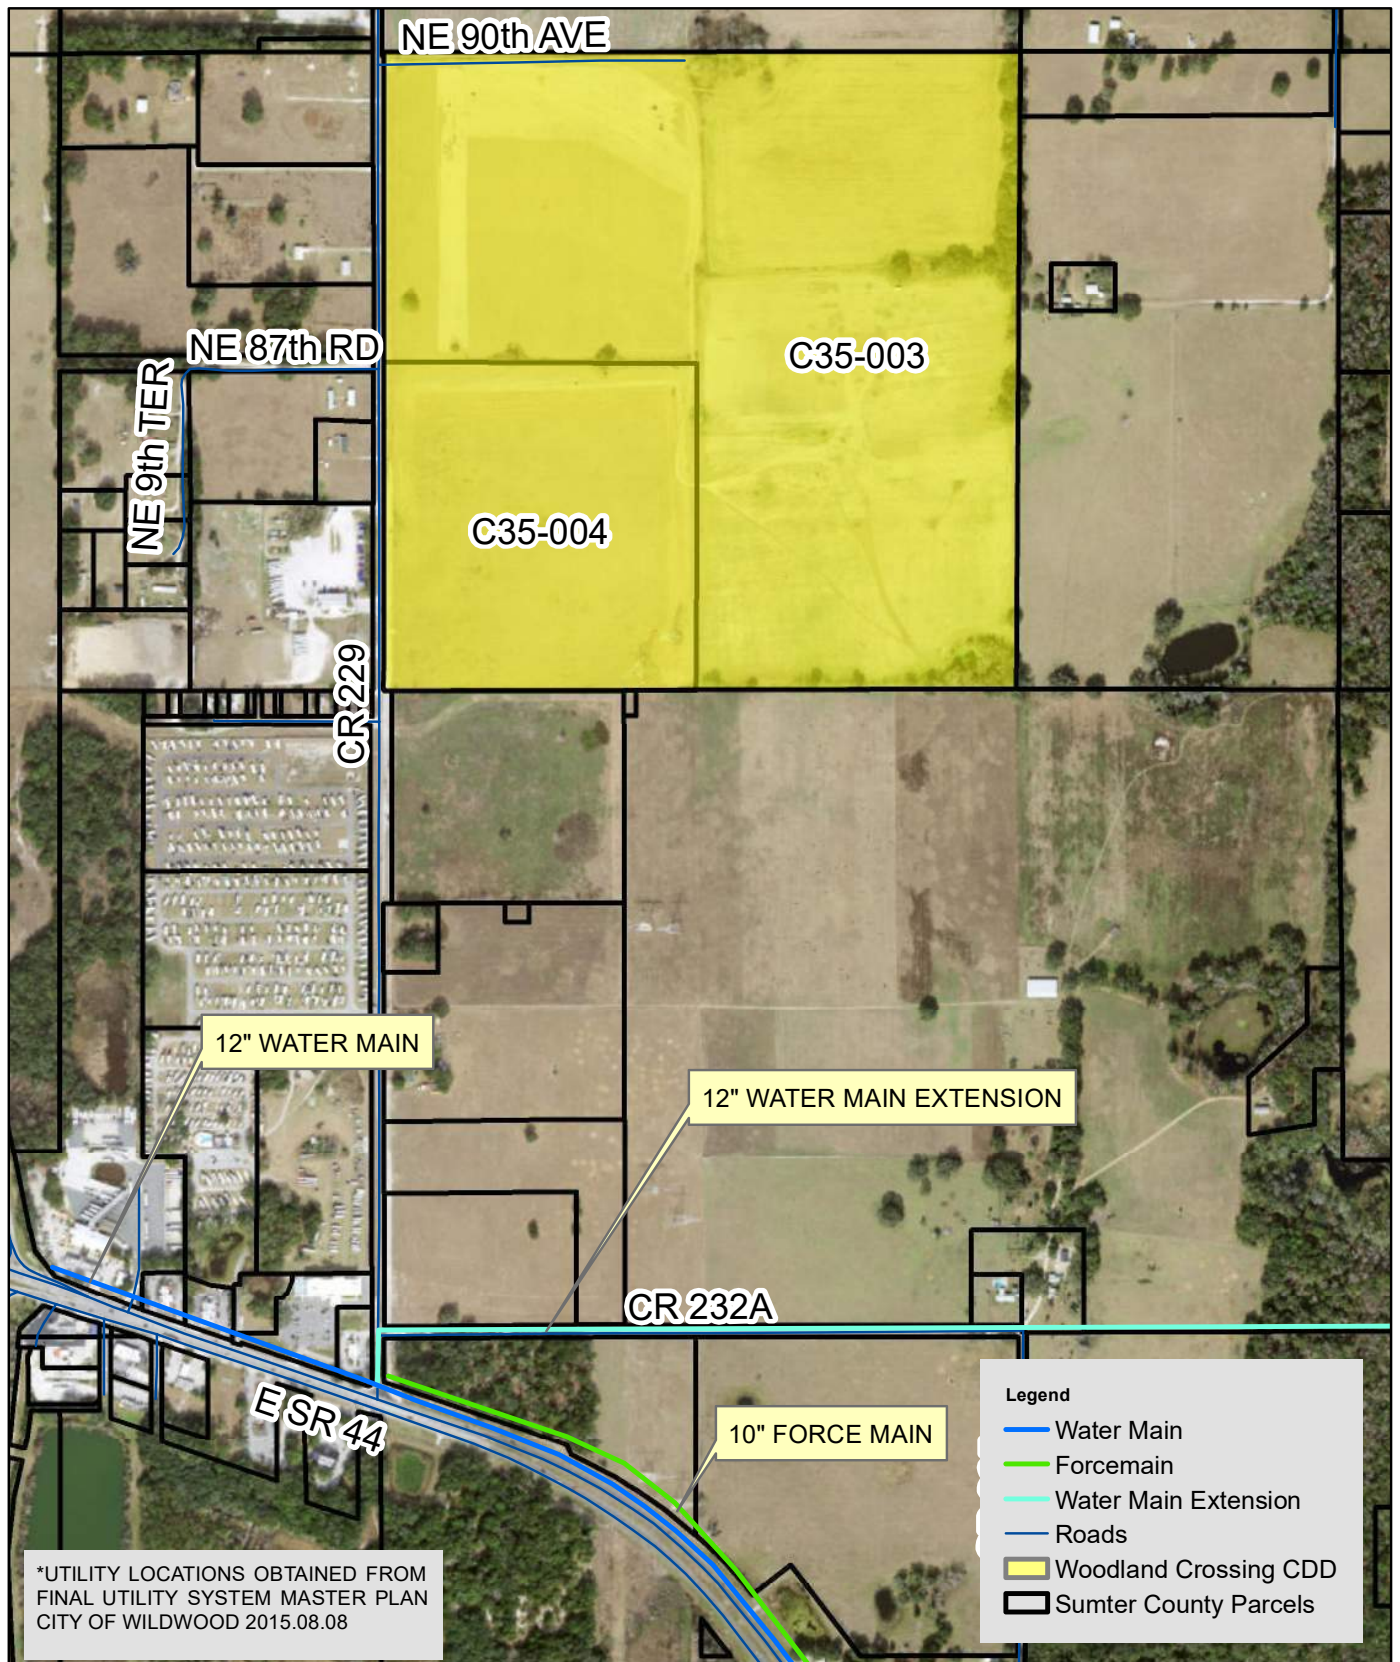 NE 90th AVE
NE 87th RD
C35-003
NE 9th TER
C35-004
CR 229
12" WATER MAIN
12" WATER MAIN EXTENSION
CR 232A
E SR 44
10" FORCE MAIN
Legend
Water Main
Forcemain
Water Main Extension
Roads
Woodland Crossing CDD
Sumter County Parcels
*UTILITY LOCATIONS OBTAINED FROM
FINAL UTILITY SYSTEM MASTER PLAN
CITY OF WILDWOOD 2015.08.08